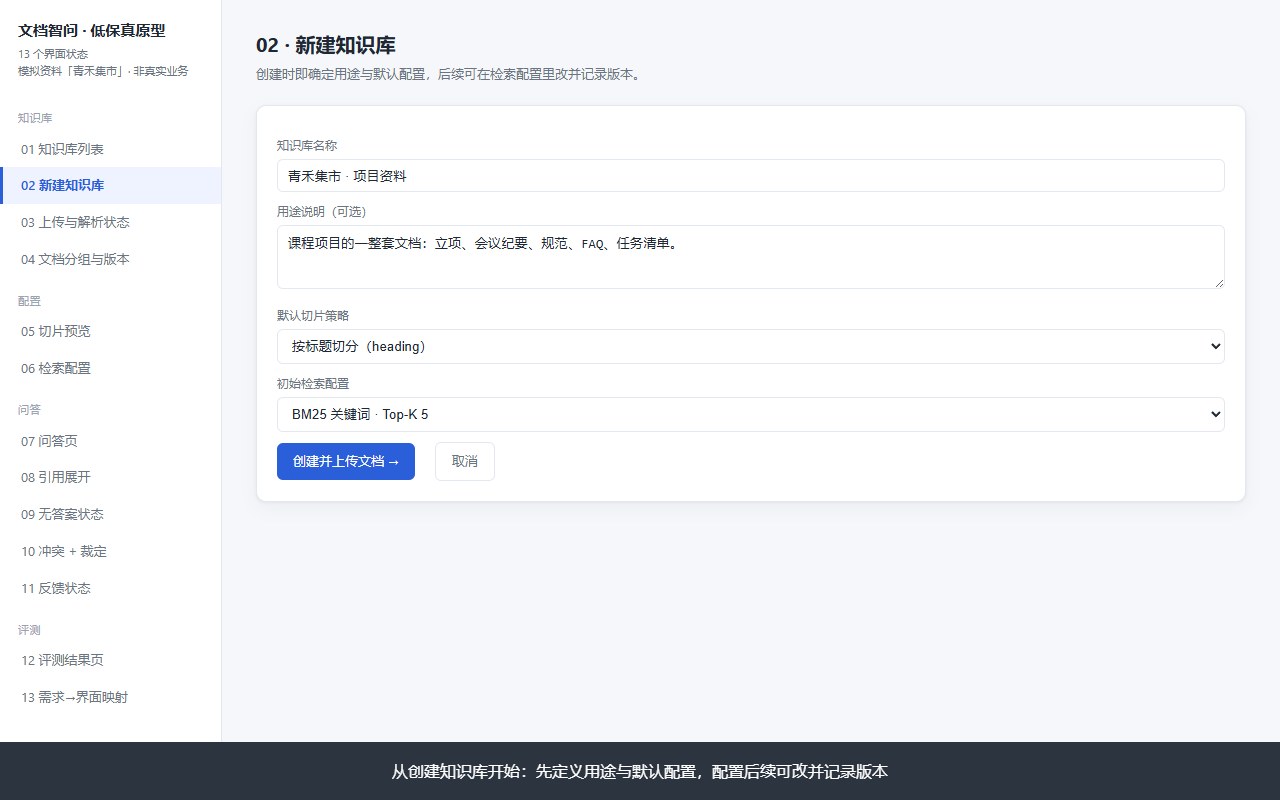 文档智问 · 低保真原型
13 个界面状态
模拟资料「青禾集市」· 非真实业务
知识库
01 知识库列表
02 新建知识库
03 上传与解析状态
04 文档分组与版本
配置
05 切片预览
06 检索配置
问答
07 问答页
08 引用展开
09 无答案状态
10 冲突 + 裁定
11 反馈状态
评测
12 评测结果页
13 需求→界面映射
02 · 新建知识库
创建时即确定用途与默认配置，后续可在检索配置里改并记录版本。
知识库名称
青禾集市 · 项目资料
用途说明（可选）
课程项目的一整套文档：立项、会议纪要、规范、FAQ、任务清单。
默认切片策略
按标题切分（heading）
初始检索配置
BM25 关键词 · Top-K 5
创建并上传文档 →
取消
从创建知识库开始：先定义用途与默认配置，配置后续可改并记录版本